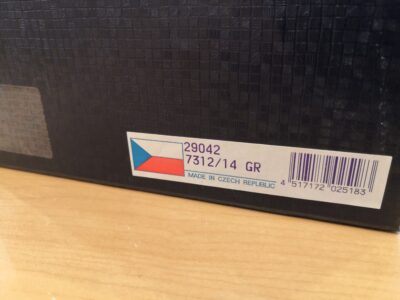 29042
7312/14 GR
MADE IN CZECH REPUBLIC
4 517172 025183